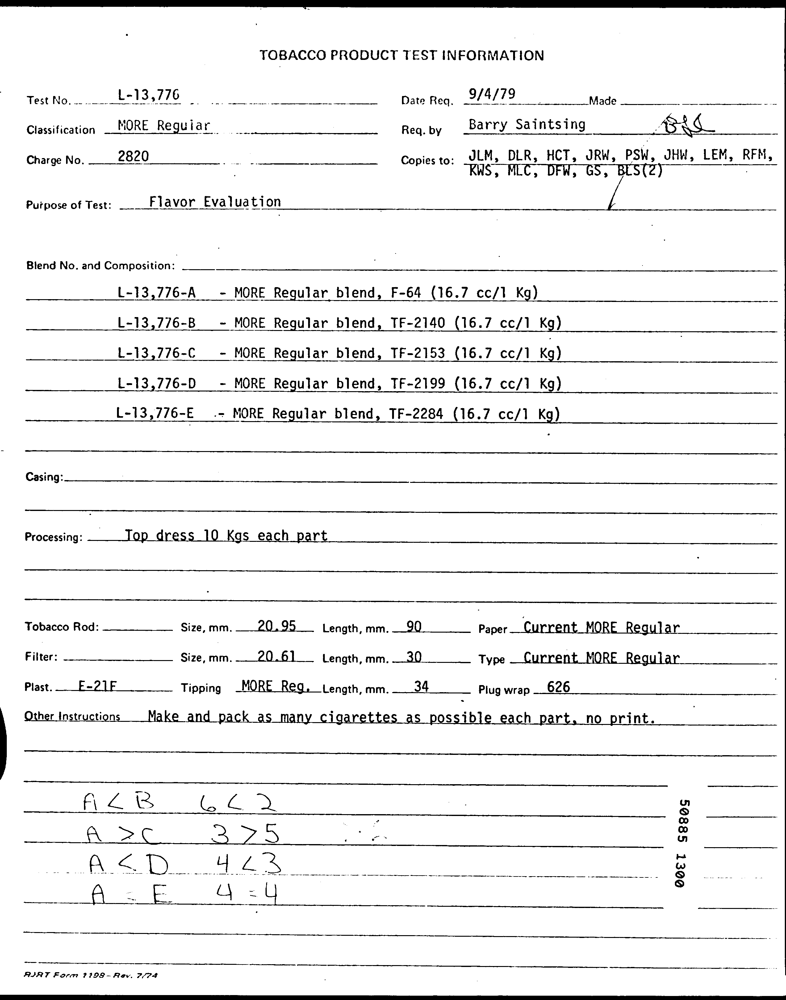 TOBACCO PRODUCT TEST INFORMATION
Test No. L-13,776 Date Req. 9/4/79 Made
Classification MORE Regular Req. by Barry Saintsing
Charge No. 2820 Copies to: JLM, DLR, HCT, JRW, PSW, JHW, LEM, RFM,
KWS, MLC, DFW, GS, BLS(2)
Purpose of Test: Flavor Evaluation
Blend No. and Composition:
L-13,776-A - MORE Regular blend, F-64 (16.7 cc/1 Kg)
L-13,776-B - MORE Regular blend, TF-2140 (16.7 cc/1 Kg)
L-13,776-C - MORE Regular blend, TF-2153 (16.7 cc/1 Kg)
L-13,776-D - MORE Regular blend, TF-2199 (16.7 cc/1 Kg)
L-13,776-E - MORE Regular blend, TF-2284 (16.7 cc/1 Kg)
Casing:
Processing: Top dress 10 Kgs each part
Tobacco Rod: Size, mm. 20.95 Length, mm. 90 Paper Current MORE Regular
Filter: Size, mm. 20.61 Length, mm. 30 Type Current MORE Regular
Plast. E-21F Tipping MORE Reg. Length, mm. 34 Plug wrap 626
Other Instructions Make and pack as many cigarettes as possible each part, no print.
A < B 6 < 2
A > C 3 > 5
A < D 4 < 3
A = E 4 = 4
50885 1300
RJRT Form 1198-Rev. 7/74